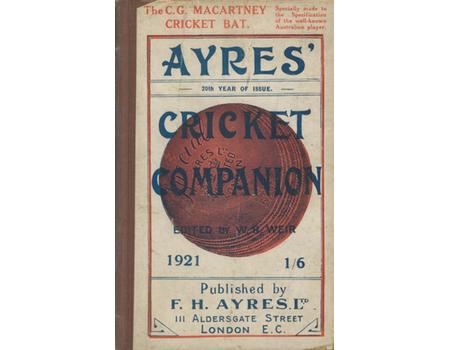 The C.G. MACARTNEY
CRICKET BAT.
Specially made to
the Specification
of the well-known
Australian player.
AYRES'
20th YEAR OF ISSUE.
CRICKET
COMPANION
EDITED by W. R. WEIR
1921 1/6
Published by
F. H. AYRES. LTD
111 ALDERSGATE STREET
LONDON E.C.